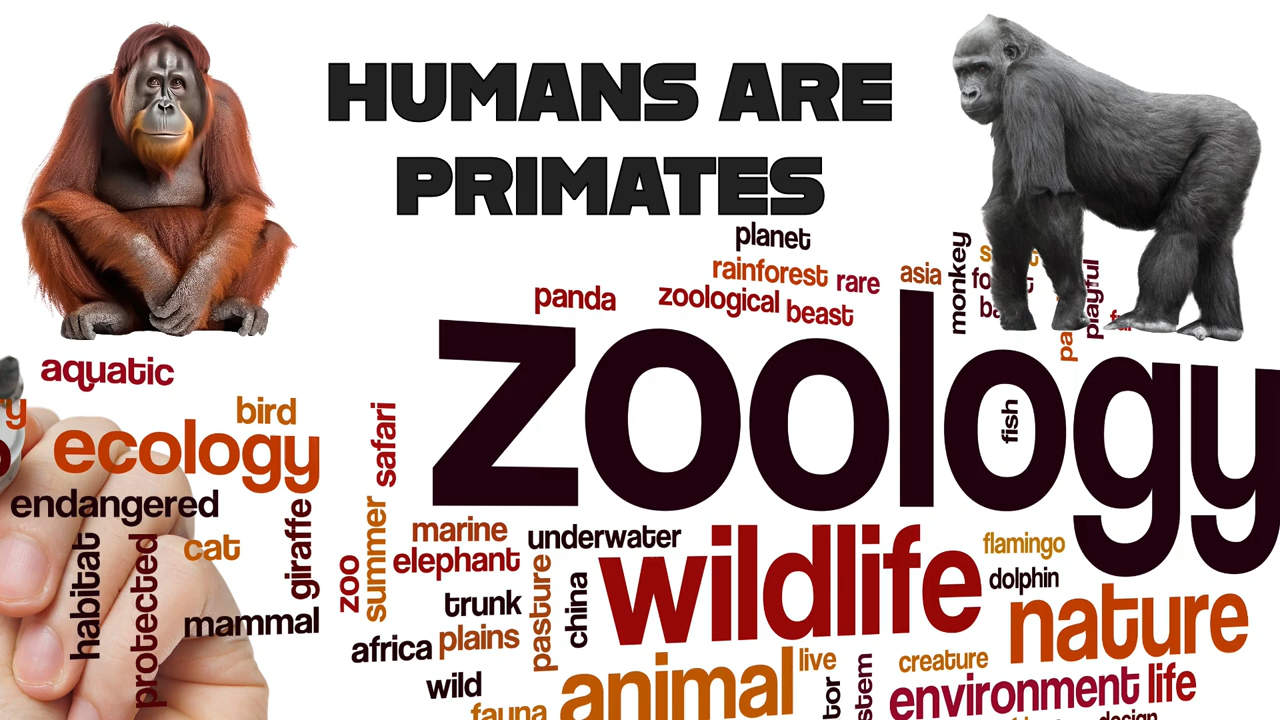 HUMANS ARE
PRIMATES
planet
rainforest
rare
asia
monkey
panda
zoological
beast
playful
zoology
fish
aquatic
bird
ecology
safari
endangered
giraffe
summer
zoo
marine
underwater
elephant
wildlife
flamingo
dolphin
cat
habitat
protected
mammal
trunk
pasture
china
nature
africa
plains
live
creature
wild
animal
environment
life
fauna
design